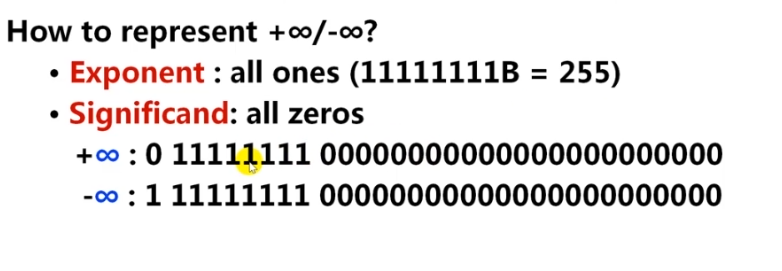 How to represent +∞/-∞?
• Exponent : all ones (11111111B = 255)
• Significand: all zeros
+∞ : 0 11111111 00000000000000000000000
-∞ : 1 11111111 00000000000000000000000